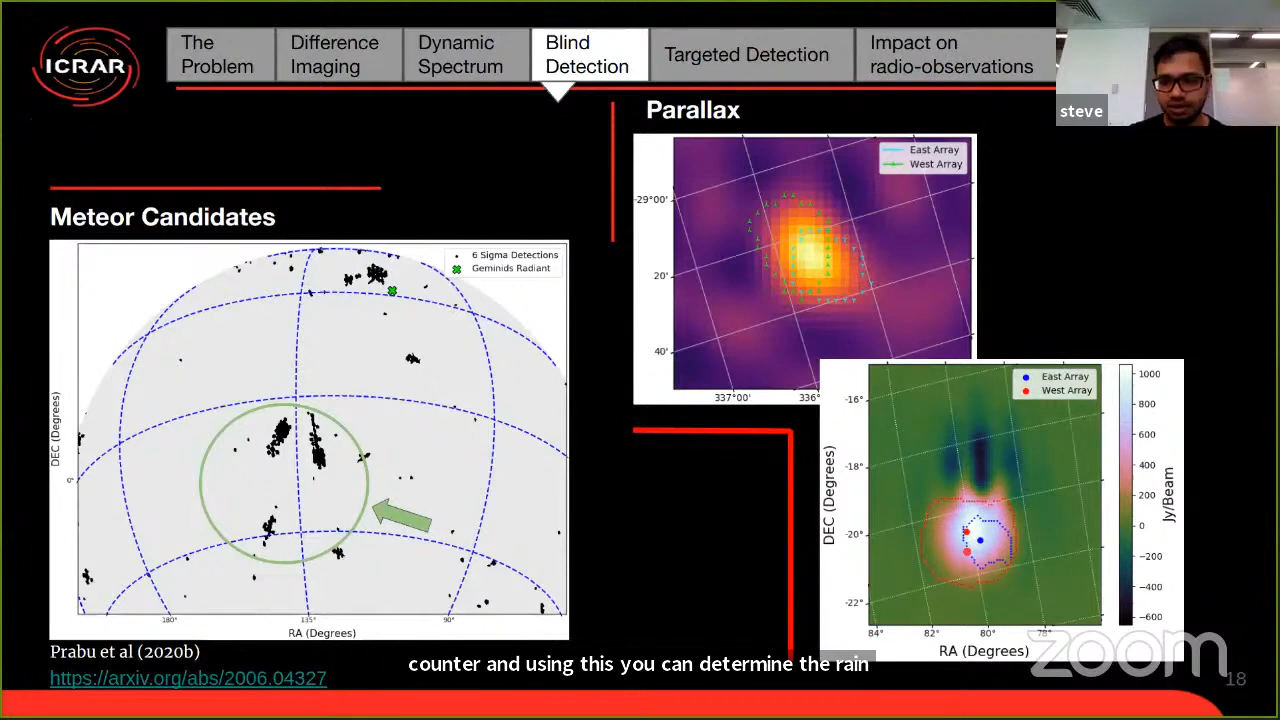 ICRAR
The Problem
Difference Imaging
Dynamic Spectrum
Blind Detection
Targeted Detection
Impact on radio-observations
steve
Parallax
East Array
West Array
-29°00'
20'
40'
337°00'
336°
Meteor Candidates
6 Sigma Detections
Geminids Radiant
DEC (Degrees)
0°
180°
135°
90°
RA (Degrees)
East Array
West Array
-16°
-18°
-20°
-22°
DEC (Degrees)
84°
82°
80°
78°
RA (Degrees)
1000
800
600
400
200
0
−200
−400
−600
Jy/Beam
Prabu et al (2020b)
https://arxiv.org/abs/2006.04327
counter and using this you can determine the rain
zoom
18